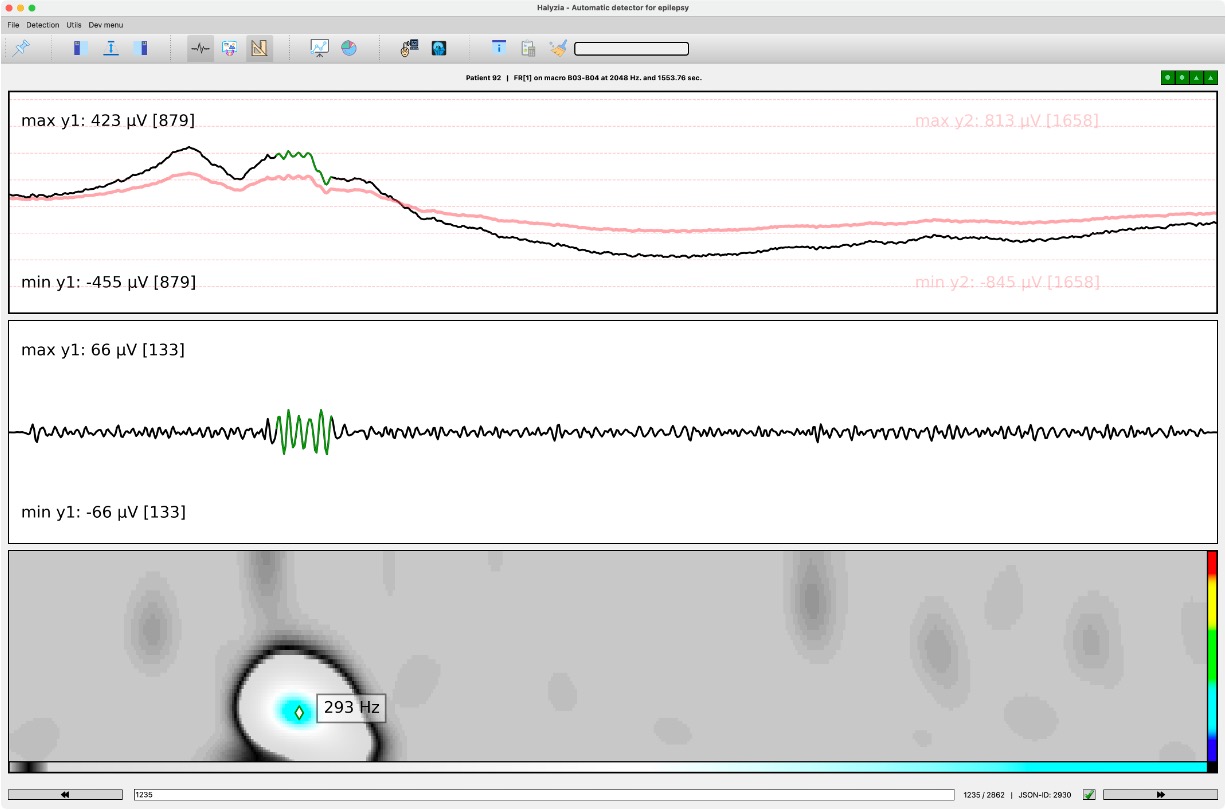 Halyzia - Automatic detector for epilepsy
File Detection Utils Dev menu
Patient 92 | FR[1] on macro B03-B04 at 2048 Hz. and 1553.76 sec.
max y1: 423 µV [879] max y2: 813 µV [1658]
min y1: -455 µV [879] min y2: -845 µV [1658]
max y1: 66 µV [133]
min y1: -66 µV [133]
293 Hz
1235 1235 / 2862 | JSON-ID: 2930